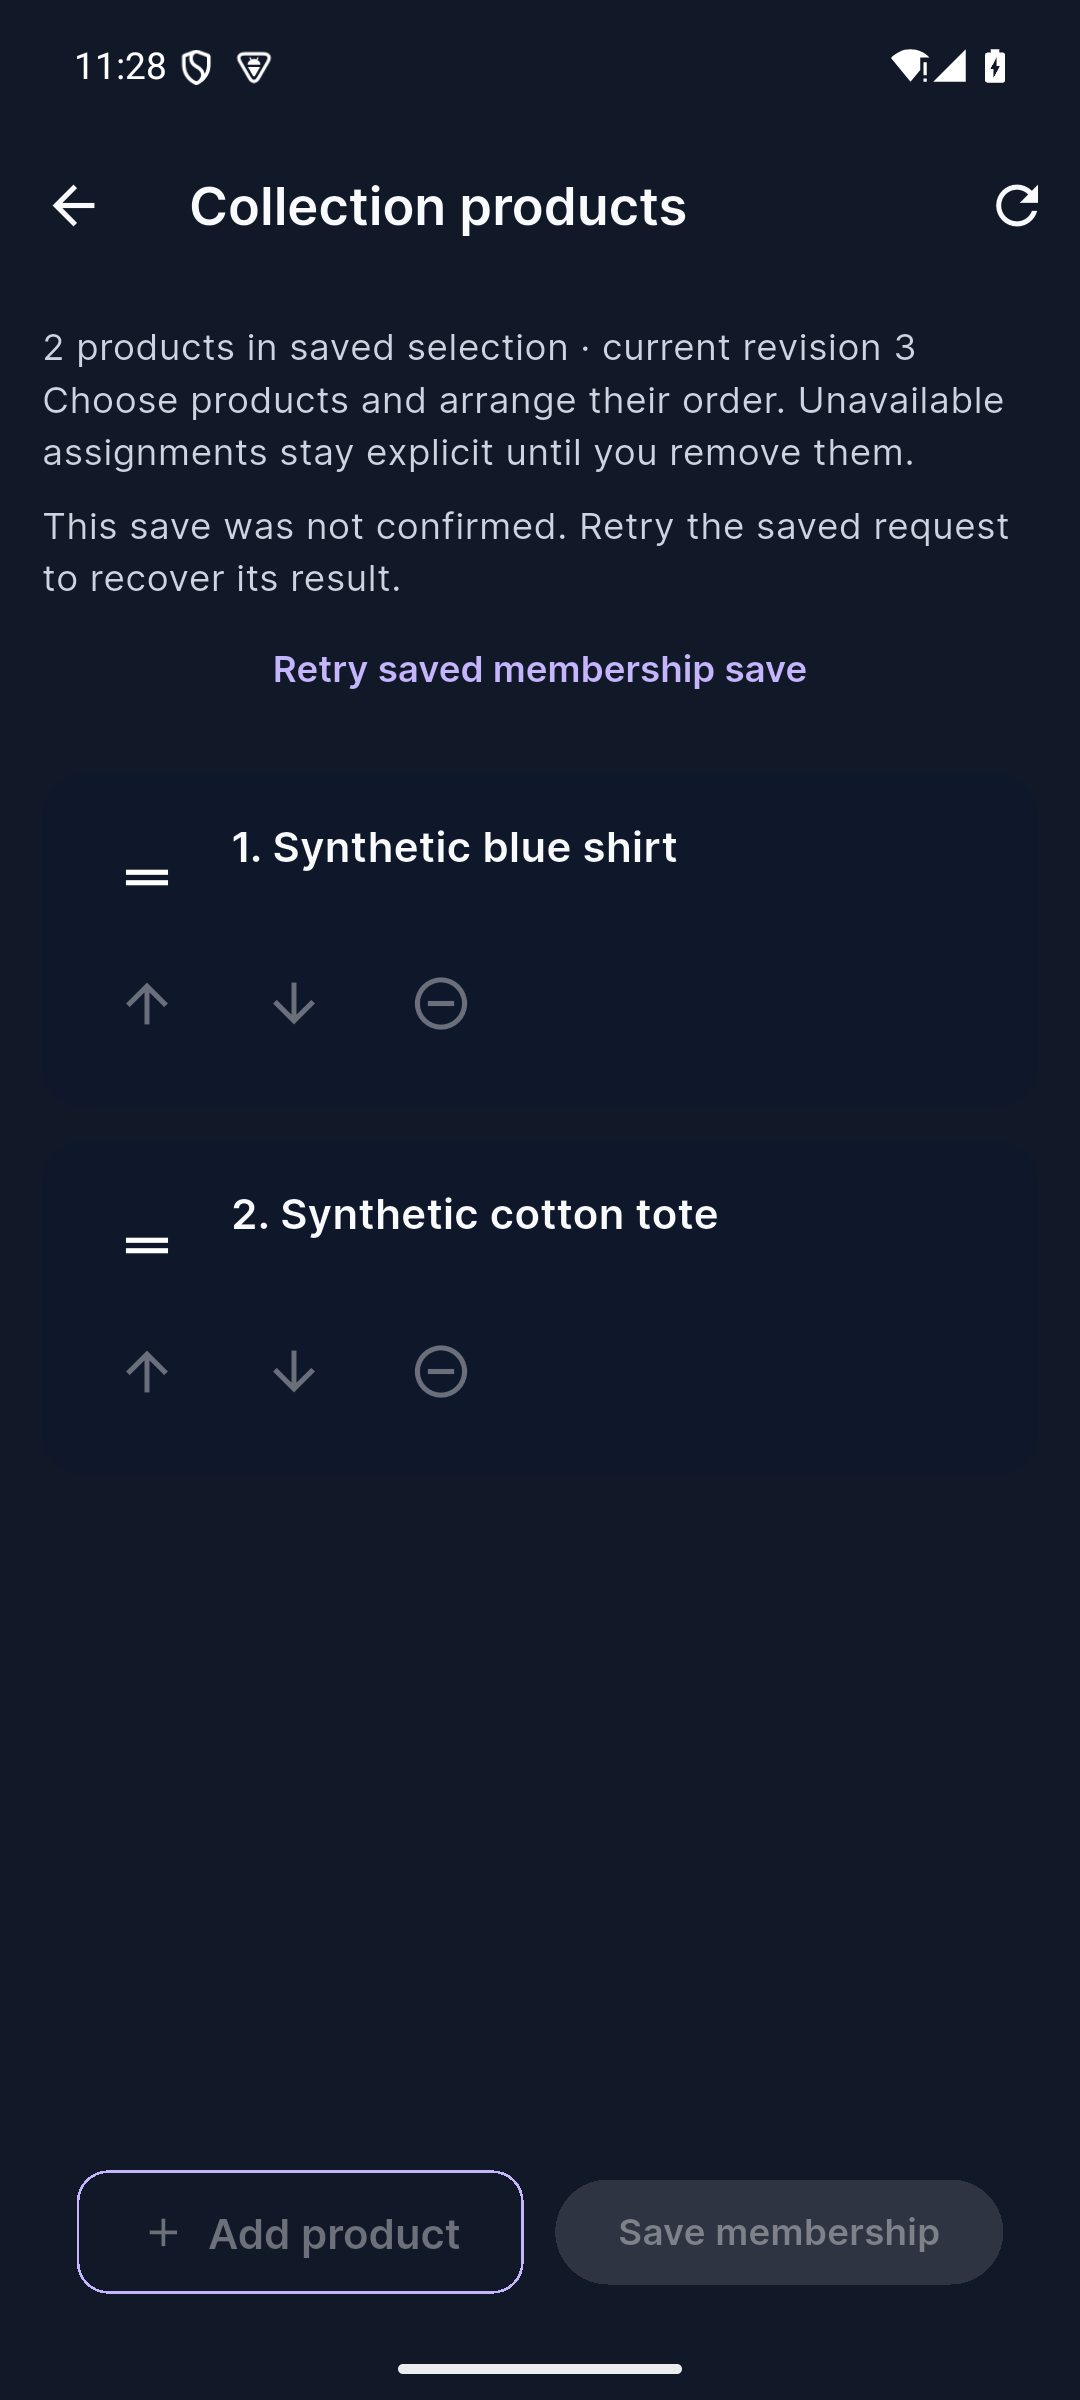 11:28
Collection products
2 products in saved selection · current revision 3
Choose products and arrange their order. Unavailable
assignments stay explicit until you remove them.
This save was not confirmed. Retry the saved request
to recover its result.
Retry saved membership save
1. Synthetic blue shirt
2. Synthetic cotton tote
Add product
Save membership